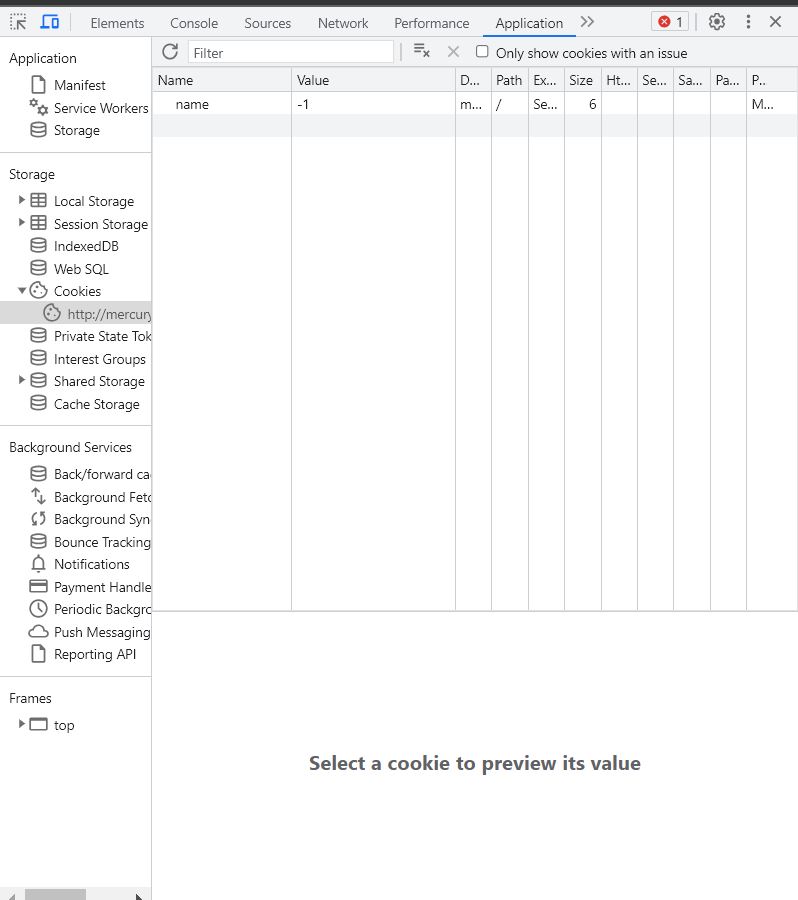 Elements Console Sources Network Performance Application 1
Filter
Only show cookies with an issue
Application
Manifest
Service Workers
Storage
Storage
Local Storage
Session Storage
IndexedDB
Web SQL
Cookies
http://mercury
Private State Tok
Interest Groups
Shared Storage
Cache Storage
Background Services
Back/forward ca
Background Fetc
Background Syn
Bounce Tracking
Notifications
Payment Handle
Periodic Backgro
Push Messaging
Reporting API
Frames
top
Name Value D... Path Ex... Size Ht... Se... Sa... Pa... P..
name -1 m... / Se... 6 M...
Select a cookie to preview its value